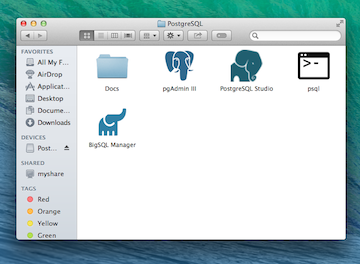 PostgreSQL
FAVORITES
All My F...
AirDrop
Applicat...
Desktop
Docume...
Downloads
DEVICES
Post...
SHARED
myshare
TAGS
Red
Orange
Yellow
Green
Docs
pgAdmin III
PostgreSQL Studio
psql
BigSQL Manager